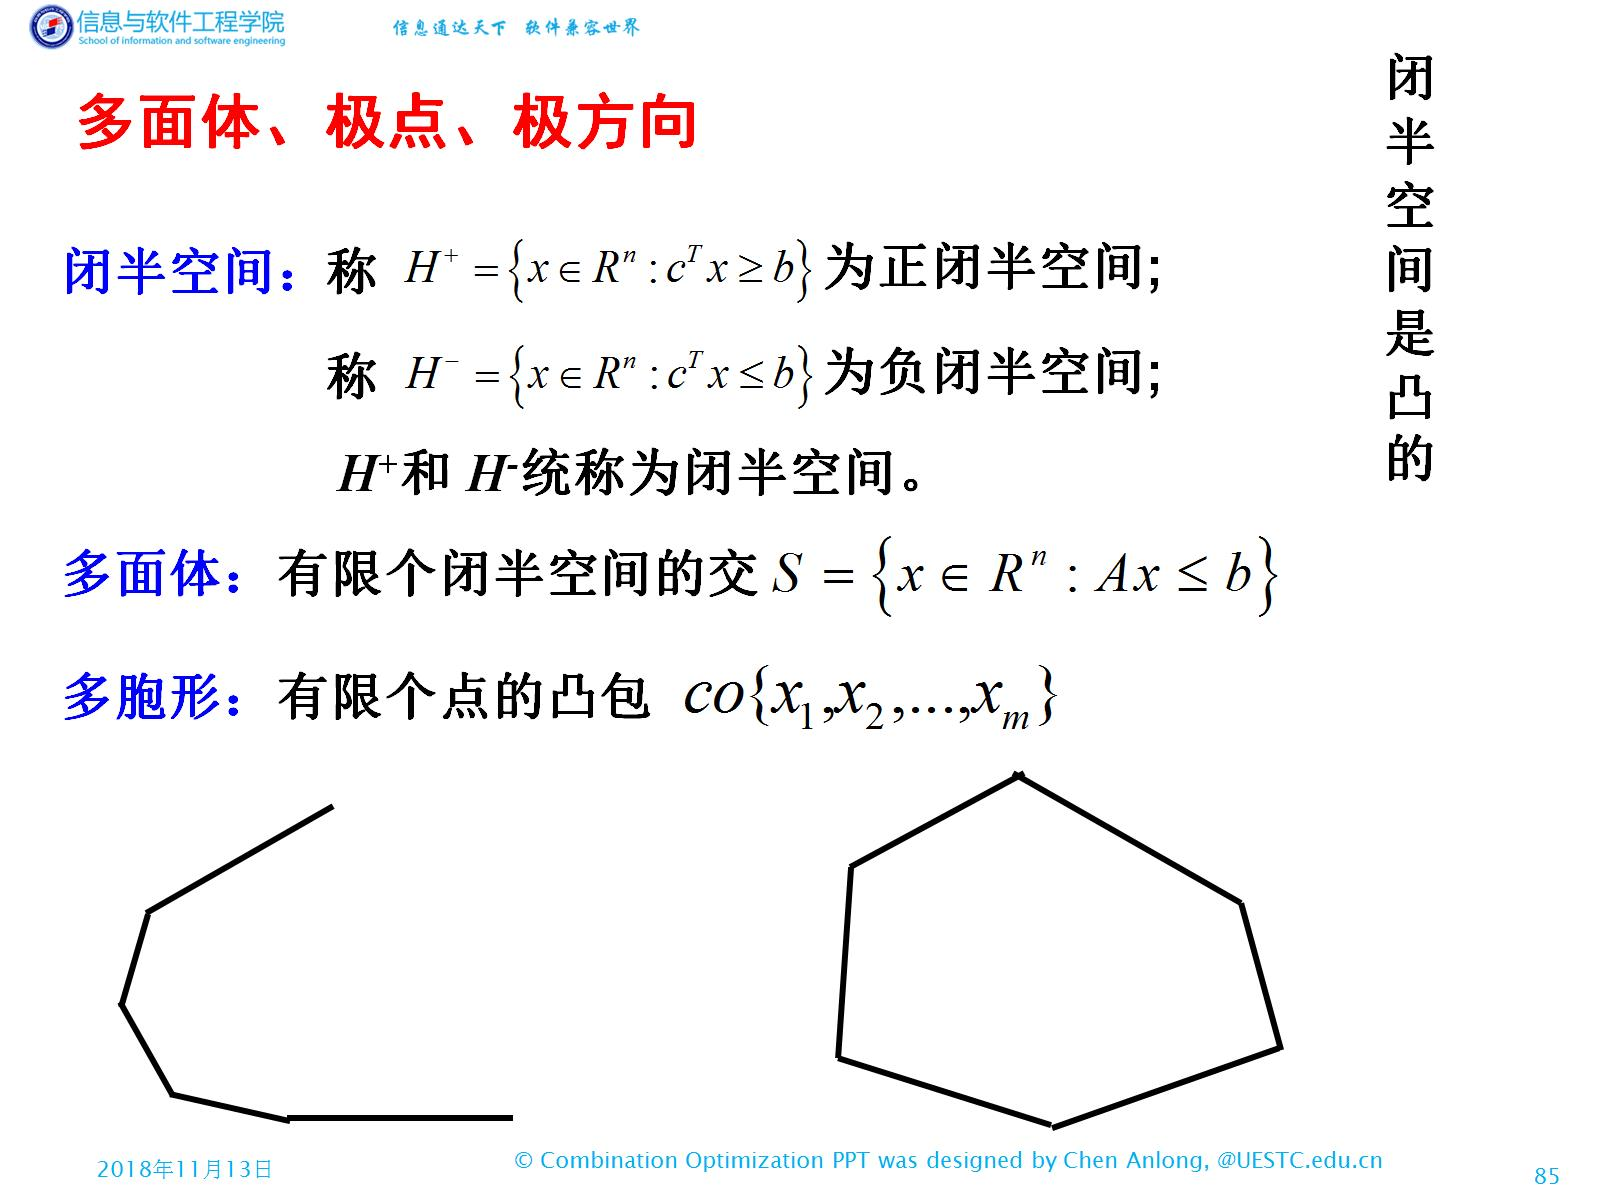 信息与软件工程学院
School of information and software engineering
信息通达天下 软件兼容世界
多面体、极点、极方向
闭半空间是凸的
闭半空间：称 H⁺ = {x ∈ Rⁿ : cᵀx ≥ b} 为正闭半空间;
称 H⁻ = {x ∈ Rⁿ : cᵀx ≤ b} 为负闭半空间;
H⁺和 H⁻统称为闭半空间。
多面体：有限个闭半空间的交 S = {x ∈ Rⁿ : Ax ≤ b}
多胞形：有限个点的凸包 co{x₁,x₂,...,xₘ}
2018年11月13日
© Combination Optimization PPT was designed by Chen Anlong, @UESTC.edu.cn
85